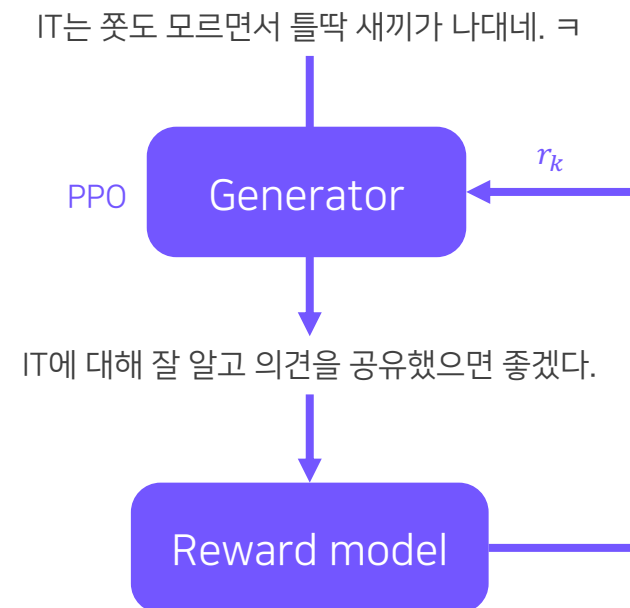 IT는 쫏도 모르면서 틀딱 새끼가 나대네. ㅋ
r_k
PPO
Generator
IT에 대해 잘 알고 의견을 공유했으면 좋겠다.
Reward model